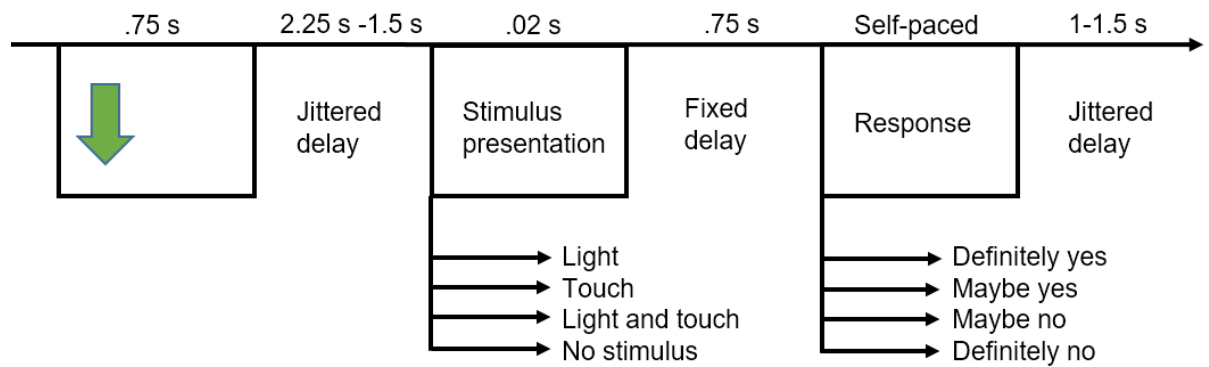 .75 s
2.25 s -1.5 s
.02 s
.75 s
Self-paced
1-1.5 s
Jittered
delay
Stimulus
presentation
Fixed
delay
Response
Jittered
delay
Light
Touch
Light and touch
No stimulus
Definitely yes
Maybe yes
Maybe no
Definitely no